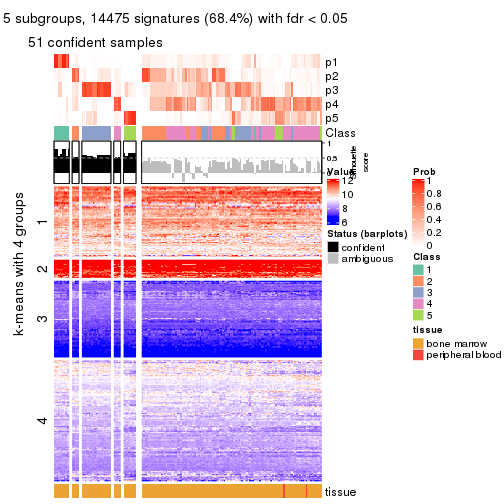 5 subgroups, 14475 signatures (68.4%) with fdr < 0.05
51 confident samples
p1
p2
p3
p4
p5
Class
1
0.5
0
silhouette
score
k-means with 4 groups
1
2
3
4
tissue
Value
12
10
8
6
Status (barplots)
confident
ambiguous
Prob
1
0.8
0.6
0.4
0.2
0
Class
1
2
3
4
5
tissue
bone marrow
peripheral blood